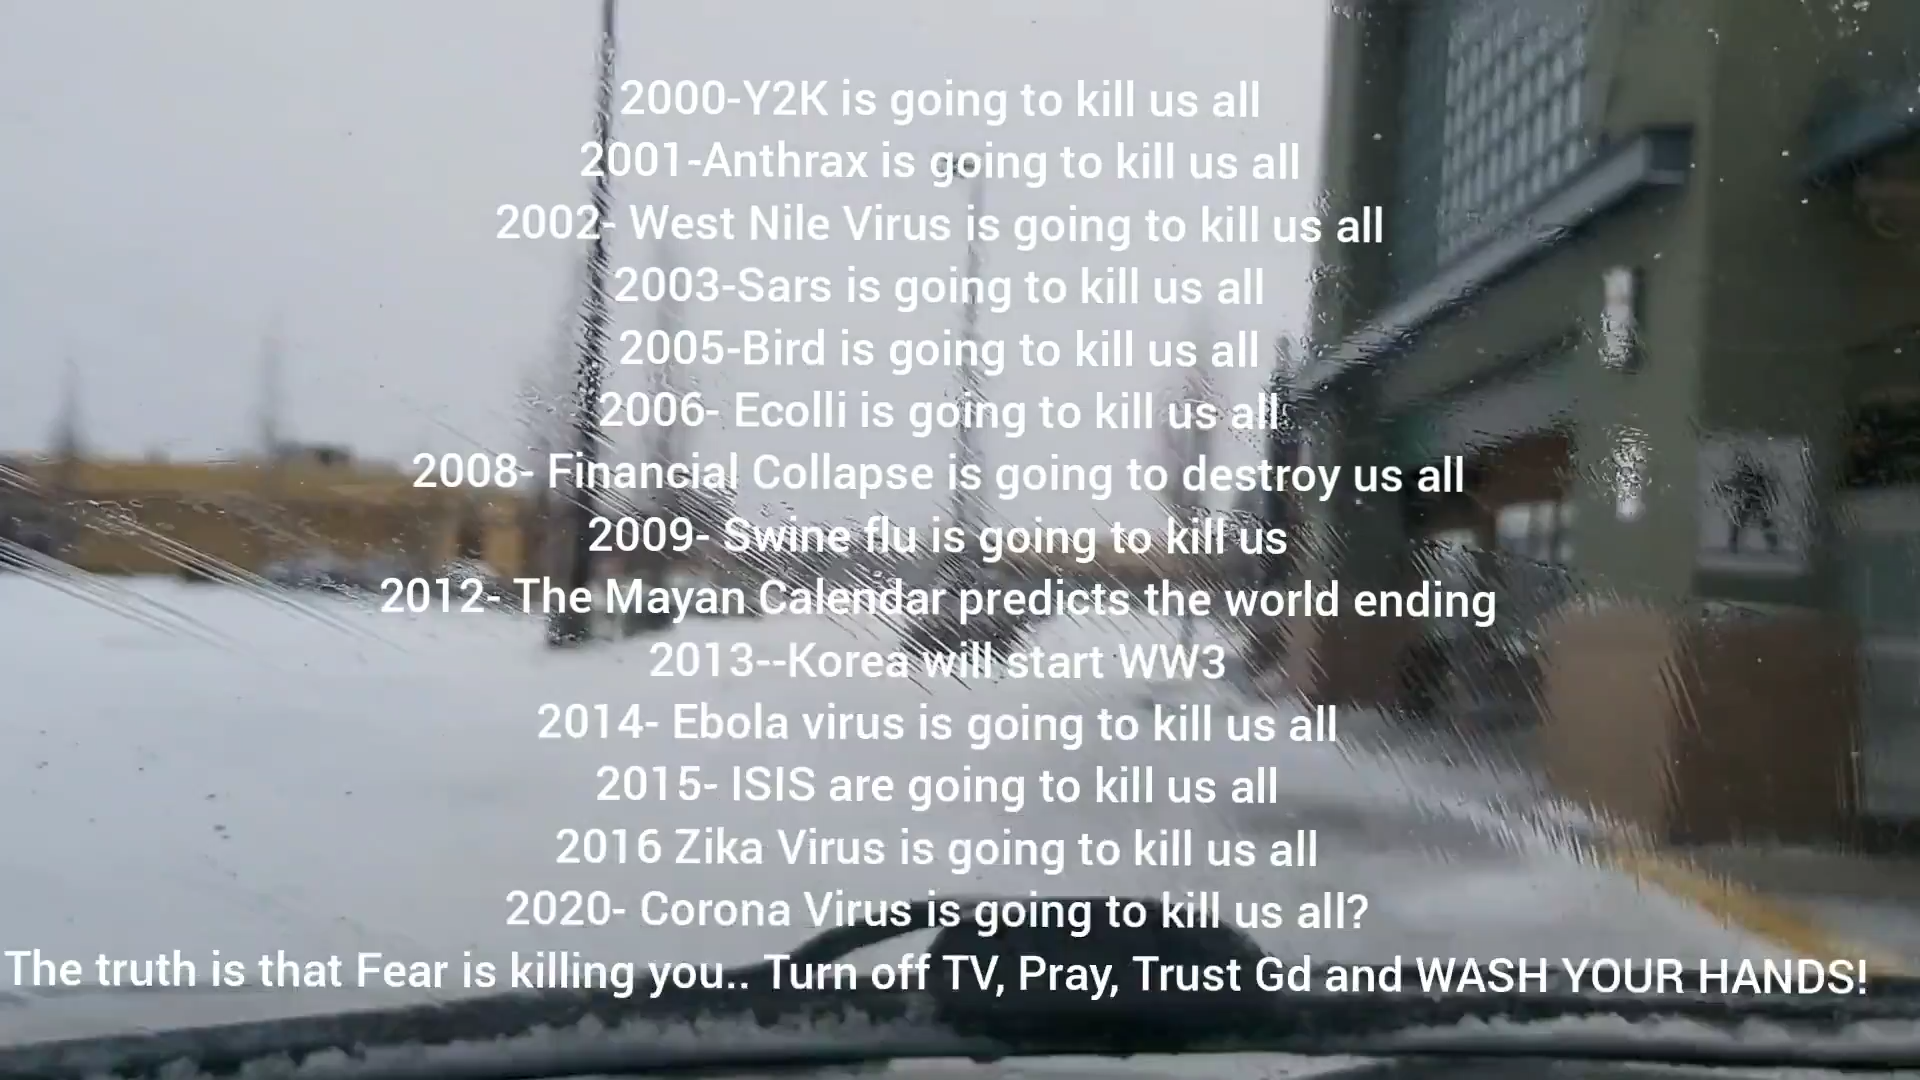 2000-Y2K is going to kill us all
2001-Anthrax is going to kill us all
2002- West Nile Virus is going to kill us all
2003-Sars is going to kill us all
2005-Bird is going to kill us all
2006- Ecolli is going to kill us all
2008- Financial Collapse is going to destroy us all
2009- Swine flu is going to kill us
2012- The Mayan Calendar predicts the world ending
2013--Korea will start WW3
2014- Ebola virus is going to kill us all
2015- ISIS are going to kill us all
2016 Zika Virus is going to kill us all
2020- Corona Virus is going to kill us all?
The truth is that Fear is killing you.. Turn off TV, Pray, Trust Gd and WASH YOUR HANDS!